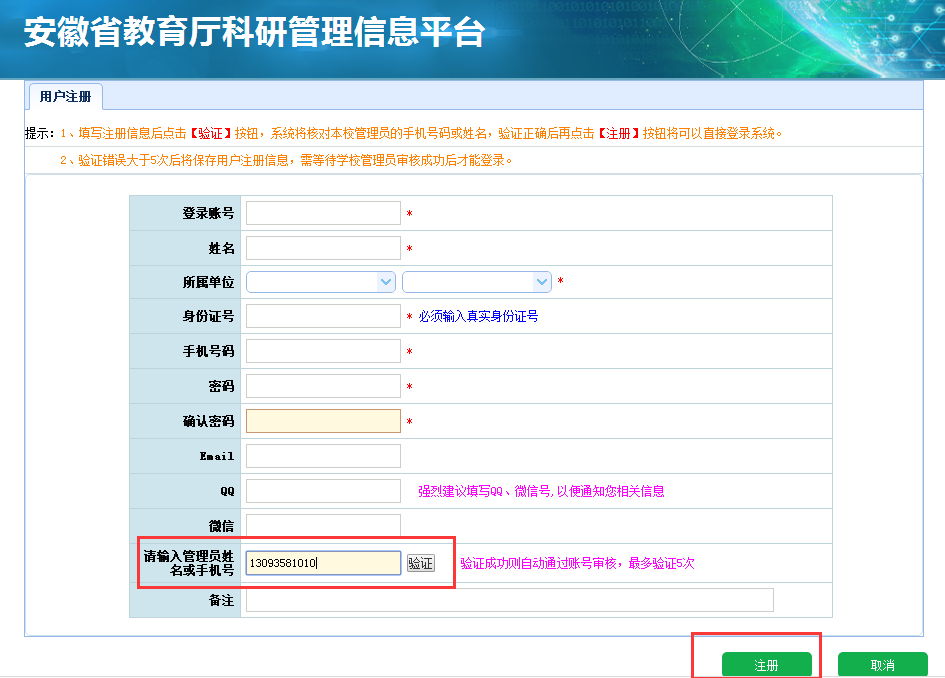 安徽省教育厅科研管理信息平台
用户注册
提示：1、填写注册信息后点击【验证】按钮，系统将核对本校管理员的手机号码或姓名，验证正确后再点击【注册】按钮将可以直接登录系统。
2、验证错误大于5次后将保存用户注册信息，需等待学校管理员审核成功后才能登录。
登录账号 *
姓名 *
所属单位 *
身份证号 * 必须输入真实身份证号
手机号码 *
密码 *
确认密码 *
Email
QQ 强烈建议填写QQ、微信号,以便通知您相关信息
微信
请输入管理员姓
名或手机号 13093581010 验证 验证成功则自动通过账号审核，最多验证5次
备注
注册 取消